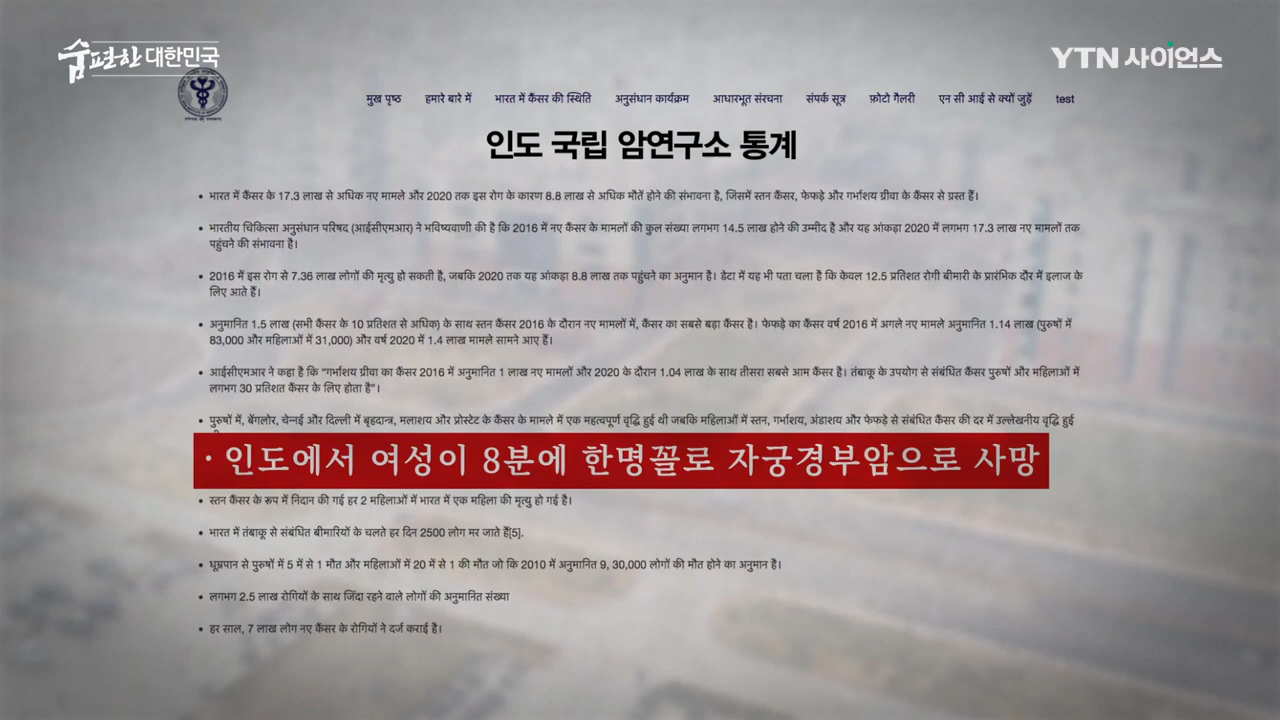 숨편한 대한민국
YTN 사이언스
मुख पृष्ठ हमारे बारे में भारत में कैंसर की स्थिति अनुसंधान कार्यक्रम आधारभूत संरचना संपर्क सूत्र फ़ोटो गैलरी एन सी आई से क्यों जुड़ें test
인도 국립 암연구소 통계
• भारत में कैंसर के 17.3 लाख से अधिक नए मामले और 2020 तक इस रोग के कारण 8.8 लाख से अधिक मौतें होने की संभावना है, जिसमें स्तन कैंसर, फेफड़े और गर्भाशय ग्रीवा के कैंसर से ग्रस्त हैं।
• भारतीय चिकित्सा अनुसंधान परिषद (आईसीएमआर) ने भविष्यवाणी की है कि 2016 में नए कैंसर के मामलों की कुल संख्या लगभग 14.5 लाख होने की उम्मीद है और यह आंकड़ा 2020 में लगभग 17.3 लाख नए मामलों तक
पहुंचने की संभावना है।
• 2016 में इस रोग से 7.36 लाख लोगों की मृत्यु हो सकती है, जबकि 2020 तक यह आंकड़ा 8.8 लाख तक पहुंचने का अनुमान है। डेटा में यह भी पता चला है कि केवल 12.5 प्रतिशत रोगी बीमारी के प्रारंभिक दौर में इलाज के
लिए आते हैं।
• अनुमानित 1.5 लाख (सभी कैंसर के 10 प्रतिशत से अधिक) के साथ स्तन कैंसर 2016 के दौरान नए मामलों में, कैंसर का सबसे बड़ा कैंसर है। फेफड़े का कैंसर वर्ष 2016 में अगले नए मामले अनुमानित 1.14 लाख (पुरुषों में
83,000 और महिलाओं में 31,000) और वर्ष 2020 में 1.4 लाख मामले सामने आए हैं।
• आईसीएमआर ने कहा है कि "गर्भाशय ग्रीवा का कैंसर 2016 में अनुमानित 1 लाख नए मामलों और 2020 के दौरान 1.04 लाख के साथ तीसरा सबसे आम कैंसर है। तंबाकू के उपयोग से संबंधित कैंसर पुरुषों और महिलाओं में
लगभग 30 प्रतिशत कैंसर के लिए होता है"।
• पुरुषों में, बेंगलोर, चेन्नई और दिल्ली में बृहदान्त्र, मलाशय और प्रोस्टेट के कैंसर के मामले में एक महत्वपूर्ण वृद्धि हुई थी जबकि महिलाओं में स्तन, गर्भाशय, अंडाशय और फेफड़े से संबंधित कैंसर की दर में उल्लेखनीय वृद्धि हुई
· 인도에서 여성이 8분에 한명꼴로 자궁경부암으로 사망
• स्तन कैंसर के रूप में निदान की गई हर 2 महिलाओं में भारत में एक महिला की मृत्यु हो गई है।
• भारत में तंबाकू से संबंधित बीमारियों के चलते हर दिन 2500 लोग मर जाते हैं[5].
• धूम्रपान से पुरुषों में 5 में से 1 मौत और महिलाओं में 20 में से 1 की मौत जो कि 2010 में अनुमानित 9, 30,000 लोगों की मौत होने का अनुमान है।
• लगभग 2.5 लाख रोगियों के साथ जिंदा रहने वाले लोगों की अनुमानित संख्या
• हर साल, 7 लाख लोग नए कैंसर के रोगियों ने दर्ज कराई है।